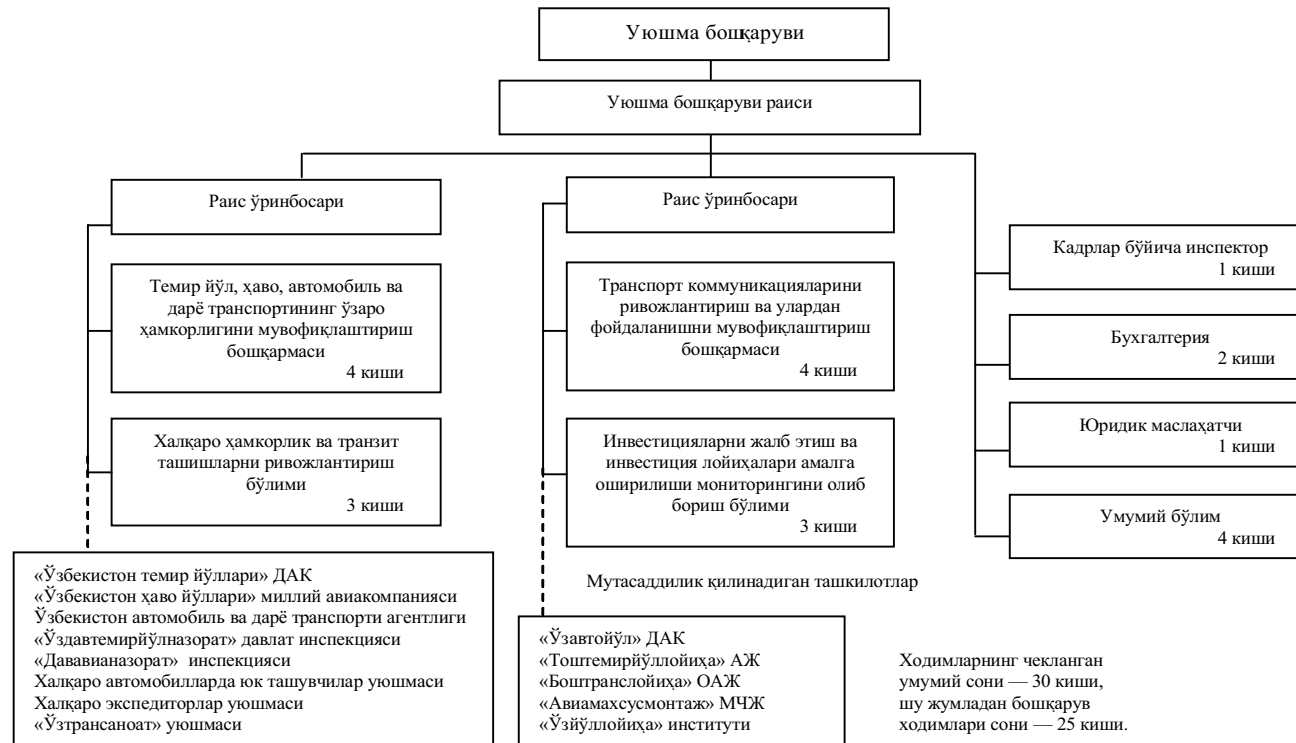 Уюшма бошқаруви
Уюшма бошқаруви раиси
Раис ўринбосари
Темир йўл, ҳаво, автомобиль ва
дарё транспортининг ўзаро
ҳамкорлигини мувофиқлаштириш
бошқармаси
4 киши
Халқаро ҳамкорлик ва транзит
ташишларни ривожлантириш
бўлими
3 киши
«Ўзбекистон темир йўллари» ДАК
«Ўзбекистон ҳаво йўллари» миллий авиакомпанияси
Ўзбекистон автомобиль ва дарё транспорти агентлиги
«Ўздавтемирйўлназорат» давлат инспекцияси
«Дававианазорат» инспекцияси
Халқаро автомобилларда юк ташувчилар уюшмаси
Халқаро экспедиторлар уюшмаси
«Ўзтрансаноат» уюшмаси
Раис ўринбосари
Транспорт коммуникацияларини
ривожлантириш ва улардан
фойдаланишни мувофиқлаштириш
бошқармаси
4 киши
Инвестицияларни жалб этиш ва
инвестиция лойиҳалари амалга
оширилиши мониторингини олиб
бориш бўлими
3 киши
Мутасаддилик қилинадиган ташкилотлар
«Ўзавтойўл» ДАК
«Тоштемирйўллойиҳа» АЖ
«Боштранслойиҳа» ОАЖ
«Авиамахсусмонтаж» МЧЖ
«Ўзйўллойиҳа» институти
Кадрлар бўйича инспектор
1 киши
Бухгалтерия
2 киши
Юридик маслаҳатчи
1 киши
Умумий бўлим
4 киши
Ходимларнинг чекланган
умумий сони — 30 киши,
шу жумладан бошқарув
ходимлари сони — 25 киши.